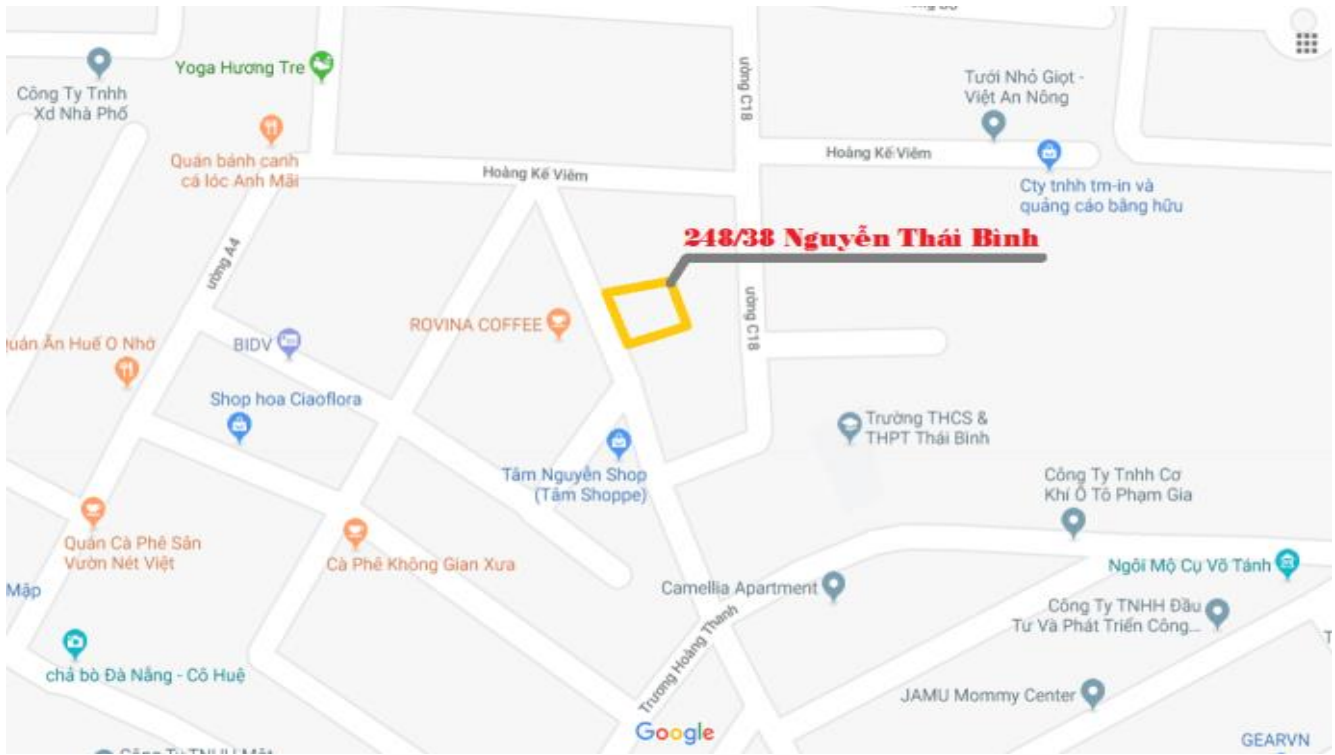 Công Ty Tnhh
Xd Nhà Phố
Yoga Hương Tre
Quán bánh canh
cá lóc Anh Mãi
Hoàng Kế Viêm
ường C18
Tưới Nhỏ Giọt -
Việt An Nông
Hoàng Kế Viêm
Cty tnhh tm-in và
quảng cáo bằng hữu
248/38 Nguyễn Thái Bình
ường A4
ROVINA COFFEE
ường C18
uán Ăn Huế O Nhớ
BIDV
Shop hoa Ciaoflora
Trường THCS &
THPT Thái Bình
Tâm Nguyễn Shop
(Tâm Shoppe)
Công Ty Tnhh Cơ
Khí Ô Tô Phạm Gia
Quán Cà Phê Sân
Vườn Nét Việt
Cà Phê Không Gian Xưa
Ngôi Mộ Cụ Võ Tánh
Mập
Camellia Apartment
Công Ty TNHH Đầu
Tư Và Phát Triển Công...
Trương Hoàng Thanh
chả bò Đà Nẵng - Cô Huệ
JAMU Mommy Center
Google
GEARVN